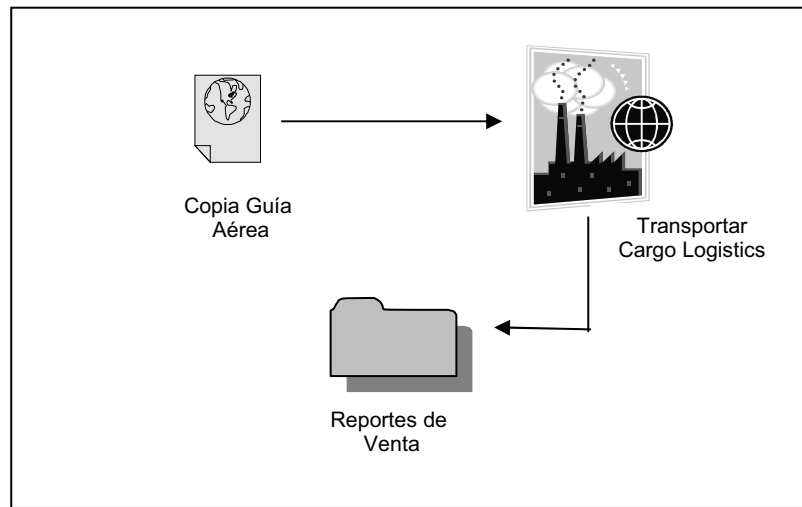 Copia Guía
Aérea
Transportar
Cargo Logistics
Reportes de
Venta